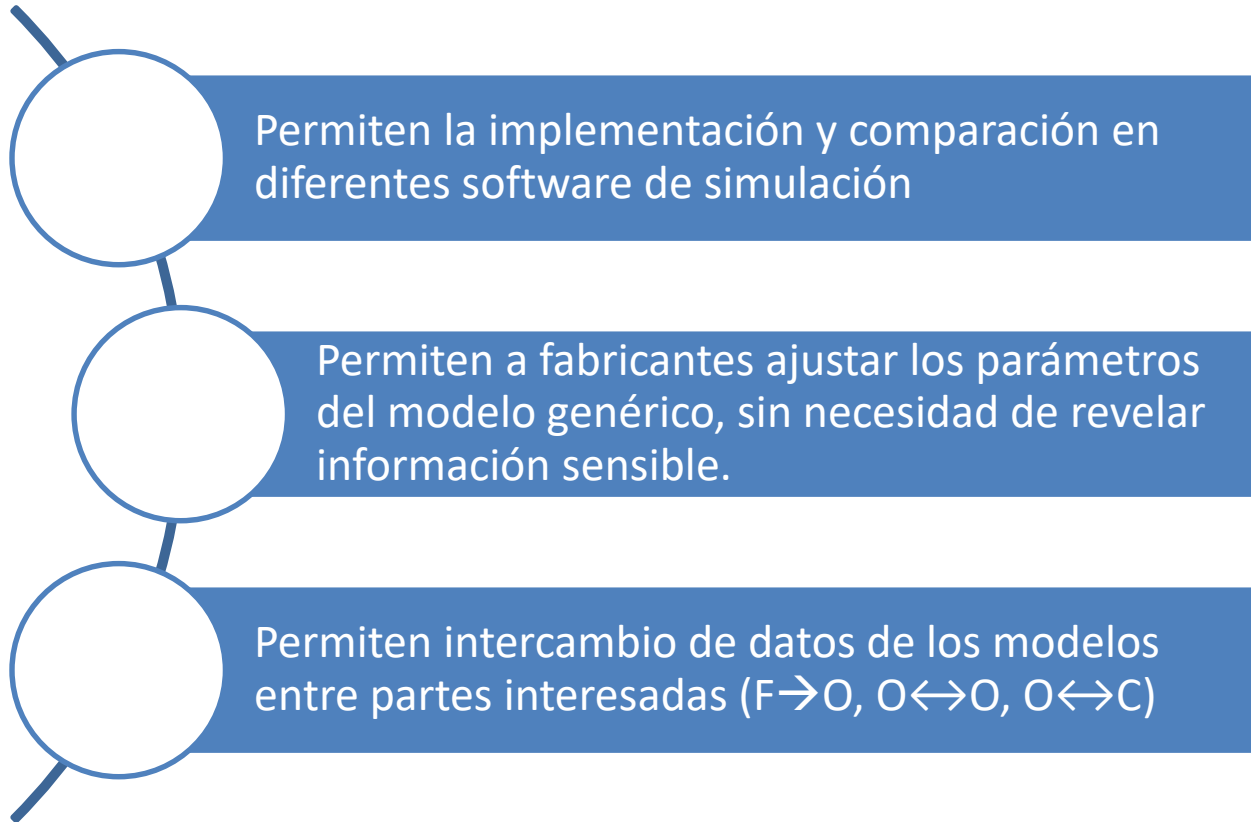 Permiten la implementación y comparación en
diferentes software de simulación
Permiten a fabricantes ajustar los parámetros
del modelo genérico, sin necesidad de revelar
información sensible.
Permiten intercambio de datos de los modelos
entre partes interesadas (F→O, O↔O, O↔C)